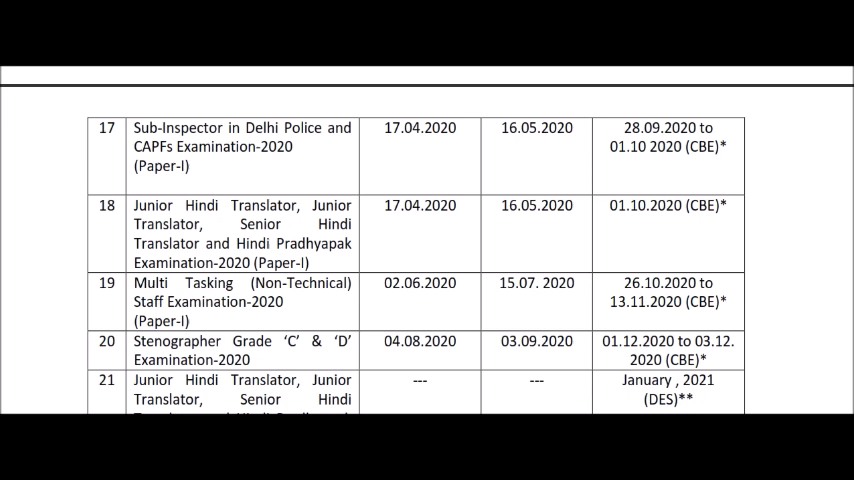 17 Sub-Inspector in Delhi Police and 17.04.2020 16.05.2020 28.09.2020 to
CAPFs Examination-2020 01.10 2020 (CBE)*
(Paper-I)
18 Junior Hindi Translator, Junior 17.04.2020 16.05.2020 01.10.2020 (CBE)*
Translator, Senior Hindi
Translator and Hindi Pradhyapak
Examination-2020 (Paper-I)
19 Multi Tasking (Non-Technical) 02.06.2020 15.07. 2020 26.10.2020 to
Staff Examination-2020 13.11.2020 (CBE)*
(Paper-I)
20 Stenographer Grade ‘C’ & ‘D’ 04.08.2020 03.09.2020 01.12.2020 to 03.12.
Examination-2020 2020 (CBE)*
21 Junior Hindi Translator, Junior --- --- January , 2021
Translator, Senior Hindi (DES)**